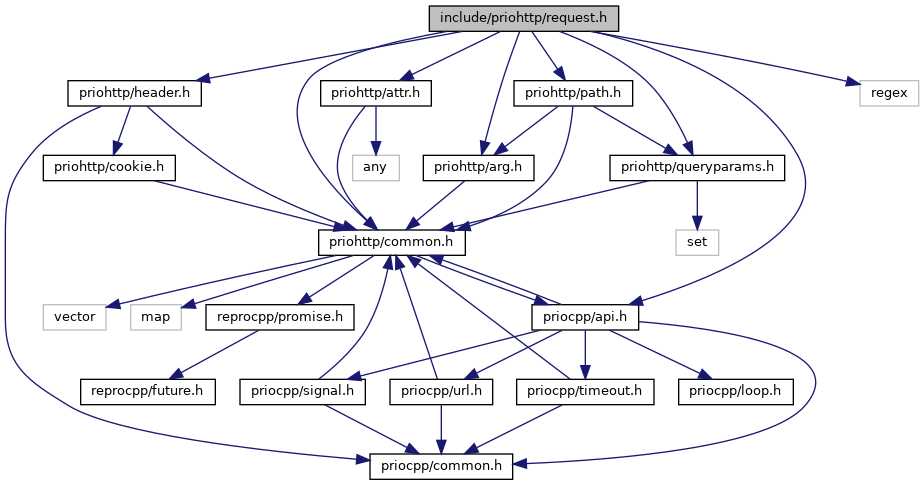 include/priohttp/request.h
priohttp/header.h
priohttp/attr.h
priohttp/path.h
regex
priohttp/cookie.h
any
priohttp/arg.h
priohttp/queryparams.h
priohttp/common.h
set
vector
map
reprocpp/promise.h
priocpp/api.h
reprocpp/future.h
priocpp/signal.h
priocpp/url.h
priocpp/timeout.h
priocpp/loop.h
priocpp/common.h